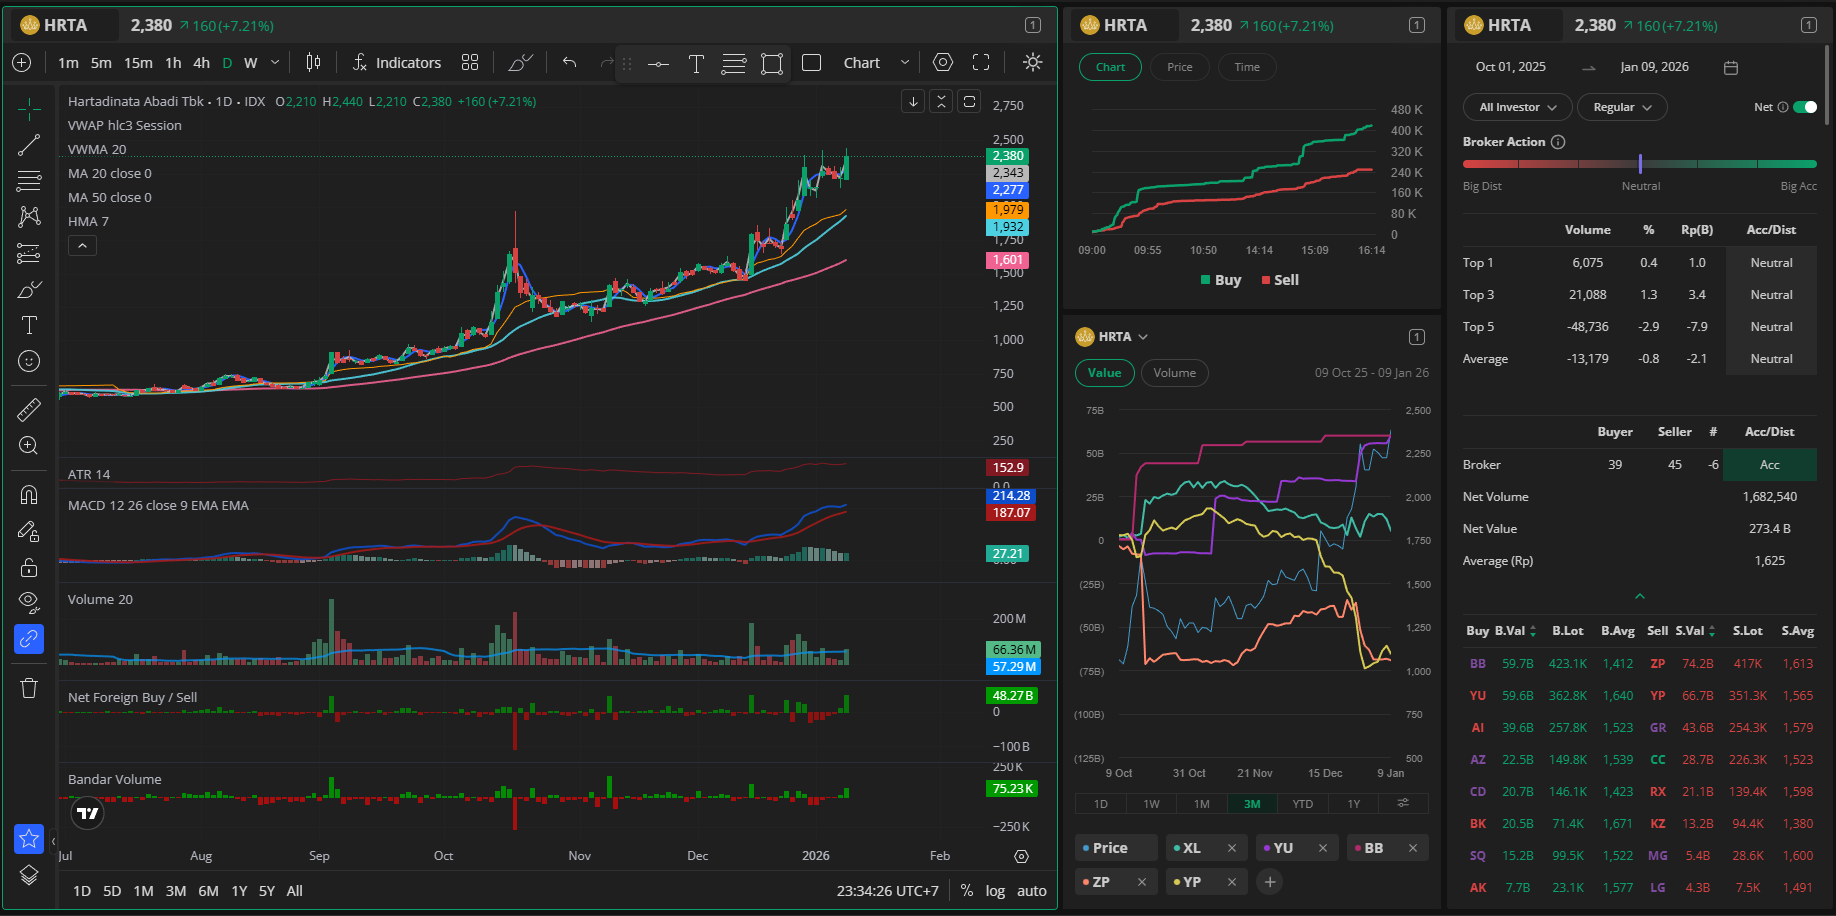 HRTA 2,380 160 (+7.21%) 1
1m 5m 15m 1h 4h D W Indicators Chart
Hartadinata Abadi Tbk · 1D · IDX O2,210 H2,440 L2,210 C2,380 +160 (+7.21%)
VWAP hlc3 Session
VWMA 20
MA 20 close 0
MA 50 close 0
HMA 7
2,750
2,500
2,380
2,343
2,277
1,979
1,932
1,750
1,601
1,500
1,250
1,000
750
500
250
ATR 14
152.9
0.0
MACD 12 26 close 9 EMA EMA
214.28
187.07
27.21
0.00
Volume 20
200 M
66.36 M
57.29 M
Net Foreign Buy / Sell
48.27 B
0
−100 B
Bandar Volume
250 K
75.23 K
−250 K
Jul Aug Sep Oct Nov Dec 2026 Feb
1D 5D 1M 3M 6M 1Y 5Y All 23:34:26 UTC+7 % log auto
HRTA 2,380 160 (+7.21%) 1
Chart Price Time
480 K
400 K
320 K
240 K
160 K
80 K
0
09:00 09:55 10:50 14:14 15:09 16:14
Buy Sell
HRTA 1
Value Volume 09 Oct 25 - 09 Jan 26
75B 2,500
50B 2,250
25B 2,000
0 1,750
(25B) 1,500
(50B) 1,250
(75B) 1,000
(100B) 750
(125B) 500
9 Oct 31 Oct 21 Nov 15 Dec 9 Jan
1D 1W 1M 3M YTD 1Y
Price XL × YU × BB ×
ZP × YP × +
HRTA 2,380 160 (+7.21%) 1
Oct 01, 2025 → Jan 09, 2026
All Investor Regular Net
Broker Action
Big Dist Neutral Big Acc
Volume % Rp(B) Acc/Dist
Top 1 6,075 0.4 1.0 Neutral
Top 3 21,088 1.3 3.4 Neutral
Top 5 -48,736 -2.9 -7.9 Neutral
Average -13,179 -0.8 -2.1 Neutral
Buyer Seller # Acc/Dist
Broker 39 45 -6 Acc
Net Volume 1,682,540
Net Value 273.4 B
Average (Rp) 1,625
Buy B.Val B.Lot B.Avg Sell S.Val S.Lot S.Avg
BB 59.7B 423.1K 1,412 ZP 74.2B 417K 1,613
YU 59.6B 362.8K 1,640 YP 66.7B 351.3K 1,565
AI 39.6B 257.8K 1,523 GR 43.6B 254.3K 1,579
AZ 22.5B 149.8K 1,539 CC 28.7B 226.3K 1,523
CD 20.7B 146.1K 1,423 RX 21.1B 139.4K 1,598
BK 20.5B 71.4K 1,671 KZ 13.2B 94.4K 1,380
SQ 15.2B 99.5K 1,522 MG 5.4B 28.6K 1,600
AK 7.7B 23.1K 1,577 LG 4.3B 7.5K 1,491